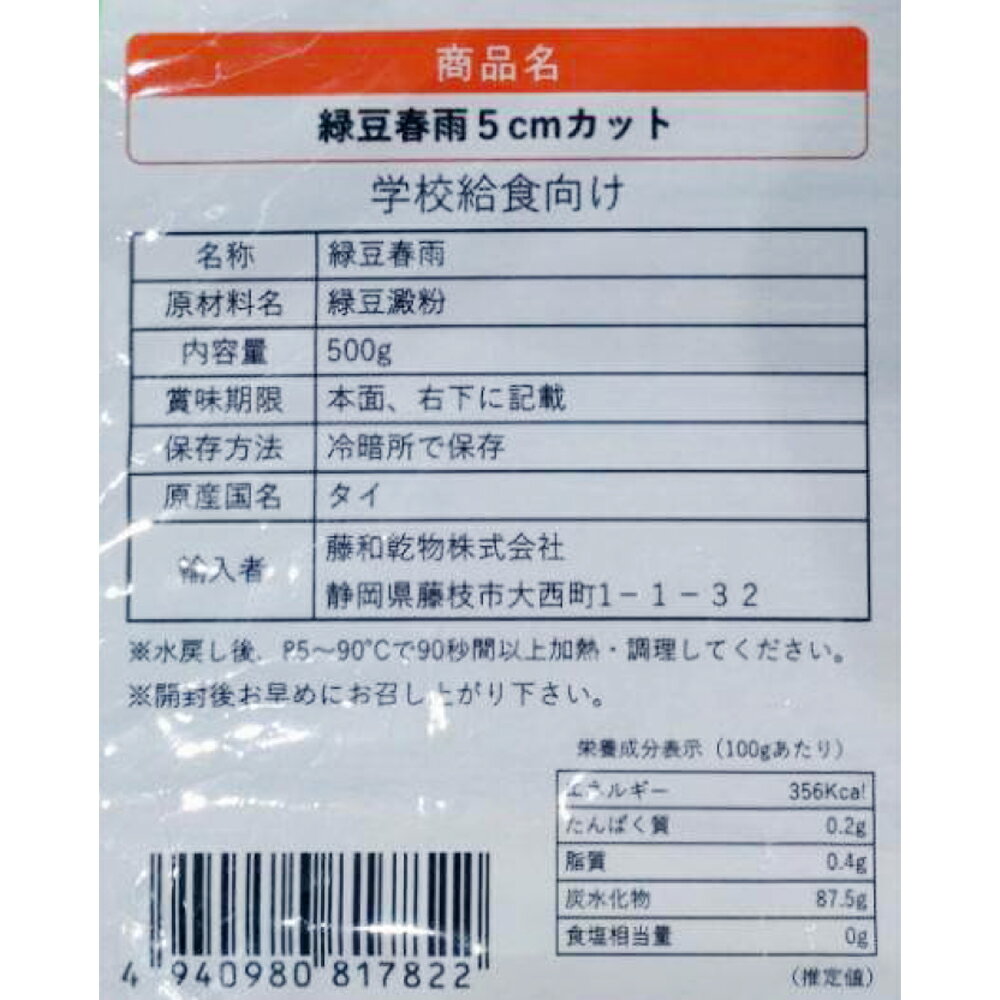 商品名
緑豆春雨5cmカット
学校給食向け
名称 緑豆春雨
原材料名 緑豆澱粉
内容量 500g
賞味期限 本面、右下に記載
保存方法 冷暗所で保存
原産国名 タイ
輸入者 藤和乾物株式会社
静岡県藤枝市大西町1-1-32
※水戻し後、85〜90℃で90秒間以上加熱・調理してください。
※開封後お早めにお召し上がり下さい。
栄養成分表示（100gあたり）
エネルギー 356Kcal
たんぱく質 0.2g
脂質 0.4g
炭水化物 87.5g
食塩相当量 0g
（推定値）
4 940980 817822